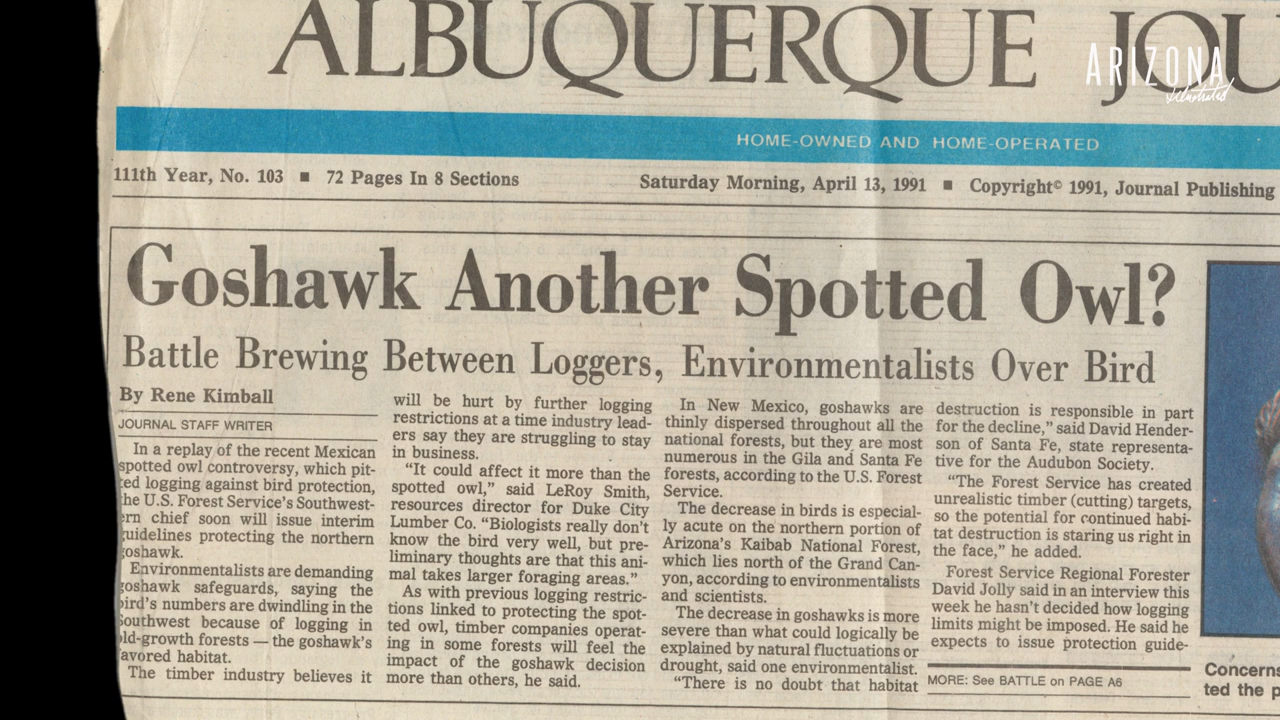 ALBUQUERQUE JOU
ARIZONA
Illustrated
HOME-OWNED AND HOME-OPERATED
111th Year, No. 103 ■ 72 Pages In 8 Sections
Saturday Morning, April 13, 1991 ■ Copyright© 1991, Journal Publishing
Goshawk Another Spotted Owl?
Battle Brewing Between Loggers, Environmentalists Over Bird
By Rene Kimball
JOURNAL STAFF WRITER
In a replay of the recent Mexican
spotted owl controversy, which pit-
ted logging against bird protection,
the U.S. Forest Service's Southwest-
ern chief soon will issue interim
guidelines protecting the northern
goshawk.
Environmentalists are demanding
goshawk safeguards, saying the
bird's numbers are dwindling in the
Southwest because of logging in
old-growth forests — the goshawk's
favored habitat.
The timber industry believes it
will be hurt by further logging
restrictions at a time industry lead-
ers say they are struggling to stay
in business.
"It could affect it more than the
spotted owl," said LeRoy Smith,
resources director for Duke City
Lumber Co. "Biologists really don't
know the bird very well, but pre-
liminary thoughts are that this ani-
mal takes larger foraging areas."
As with previous logging restric-
tions linked to protecting the spot-
ted owl, timber companies operat-
ing in some forests will feel the
impact of the goshawk decision
more than others, he said.
In New Mexico, goshawks are
thinly dispersed throughout all the
national forests, but they are most
numerous in the Gila and Santa Fe
forests, according to the U.S. Forest
Service.
The decrease in birds is especial-
ly acute on the northern portion of
Arizona's Kaibab National Forest,
which lies north of the Grand Can-
yon, according to environmentalists
and scientists.
The decrease in goshawks is more
severe than what could logically be
explained by natural fluctuations or
drought, said one environmentalist.
"There is no doubt that habitat
destruction is responsible in part
for the decline," said David Hender-
son of Santa Fe, state representa-
tive for the Audubon Society.
"The Forest Service has created
unrealistic timber (cutting) targets,
so the potential for continued habi-
tat destruction is staring us right in
the face," he added.
Forest Service Regional Forester
David Jolly said in an interview this
week he hasn't decided how logging
limits might be imposed. He said he
expects to issue protection guide-
MORE: See BATTLE on PAGE A6
Concerns
ted the p